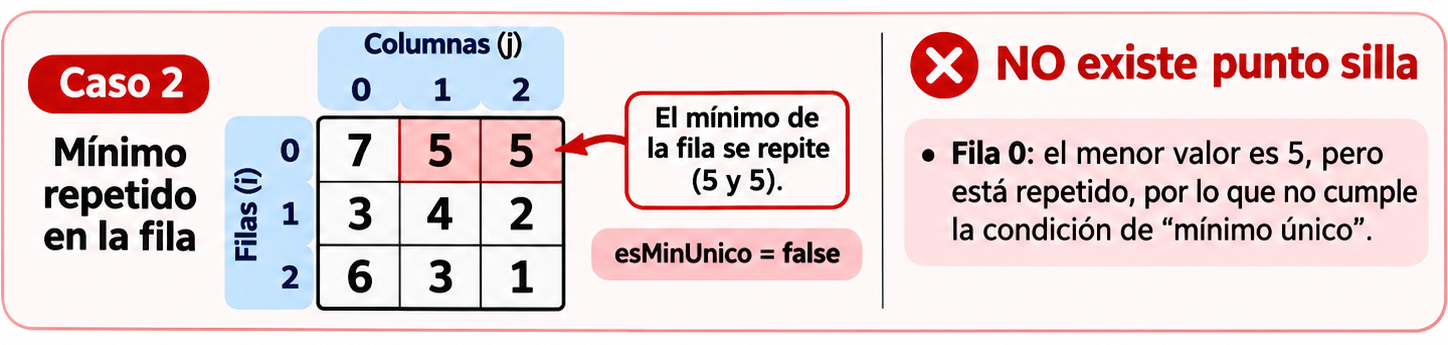 Caso 2
Mínimo
repetido
en la fila
Columnas (j)
0 1 2
Filas (i)
0 7 5 5
1 3 4 2
2 6 3 1
El mínimo de
la fila se repite
(5 y 5).
esMinUnico = false
NO existe punto silla
• Fila 0: el menor valor es 5, pero
está repetido, por lo que no cumple
la condición de “mínimo único”.